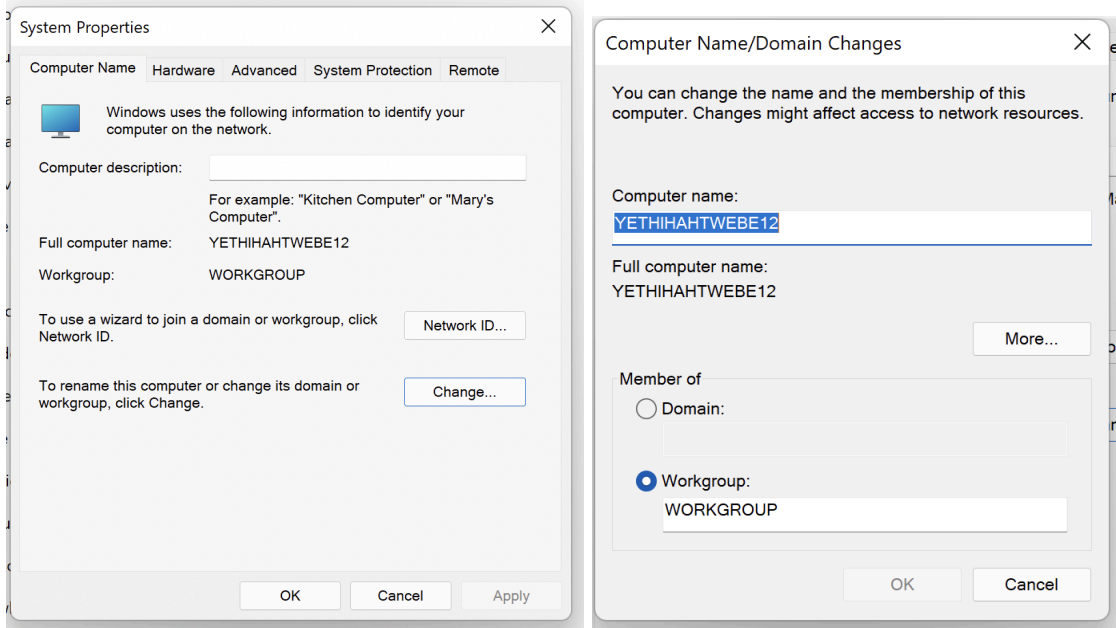 System Properties
Computer Name
Hardware
Advanced
System Protection
Remote
Windows uses the following information to identify your
computer on the network.
Computer description:
For example: "Kitchen Computer" or "Mary's
Computer".
Full computer name:
YETHIHAHTWEBE12
Workgroup:
WORKGROUP
To use a wizard to join a domain or workgroup, click
Network ID.
Network ID...
To rename this computer or change its domain or
workgroup, click Change.
Change...
OK
Cancel
Apply
Computer Name/Domain Changes
You can change the name and the membership of this
computer. Changes might affect access to network resources.
Computer name:
YETHIHAHTWEBE12
Full computer name:
YETHIHAHTWEBE12
More...
Member of
Domain:
Workgroup:
WORKGROUP
OK
Cancel